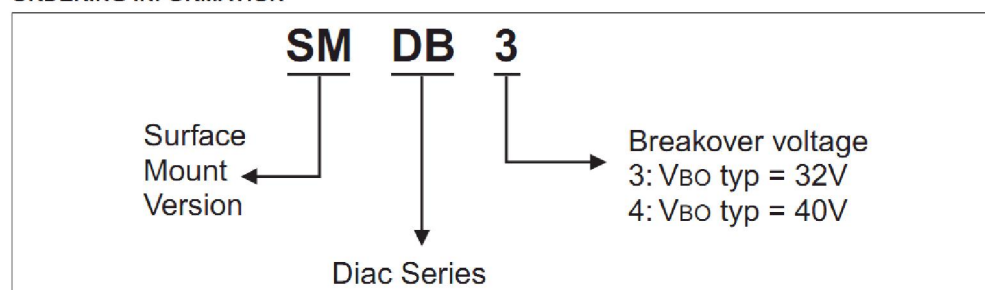 SM DB 3
Surface
Mount
Version
Breakover voltage
3: VBO typ = 32V
4: VBO typ = 40V
Diac Series